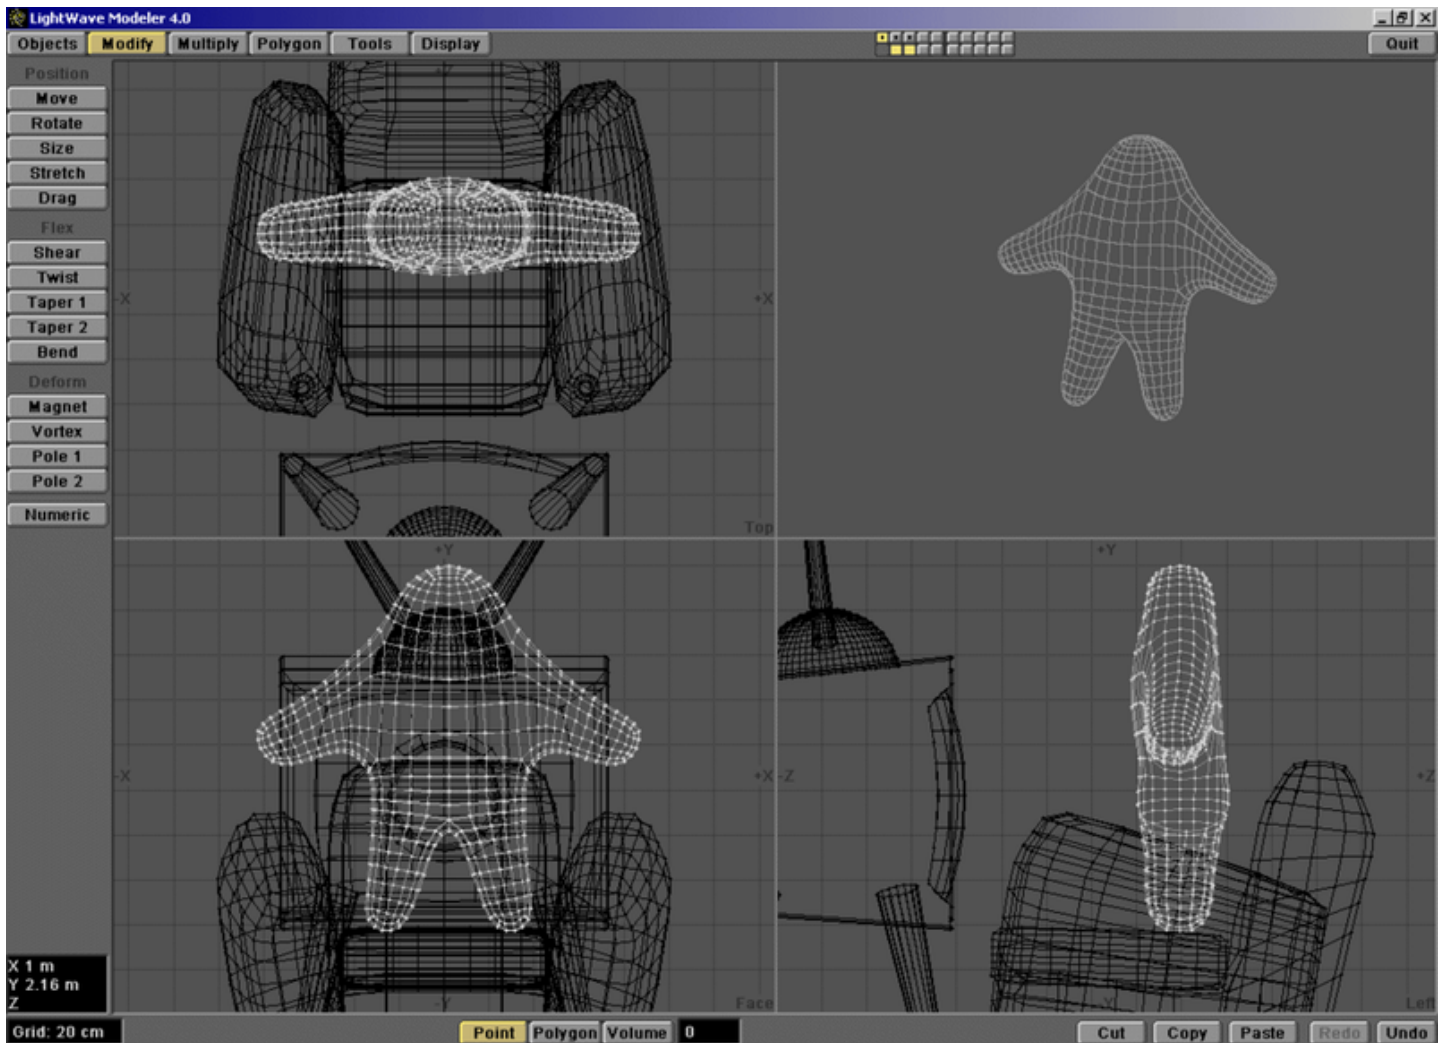 LightWave Modeler 4.0
Objects Modify Multiply Polygon Tools Display Quit
Position
Move
Rotate
Size
Stretch
Drag
Flex
Shear
Twist
Taper 1
Taper 2
Bend
Deform
Magnet
Vortex
Pole 1
Pole 2
Numeric
-X
+X
Top
+Y
-X
+X
-Y
Face
+Y
-Z
+Z
-Y
Left
X 1 m
Y 2.16 m
Z
Grid: 20 cm Point Polygon Volume 0 Cut Copy Paste Redo Undo